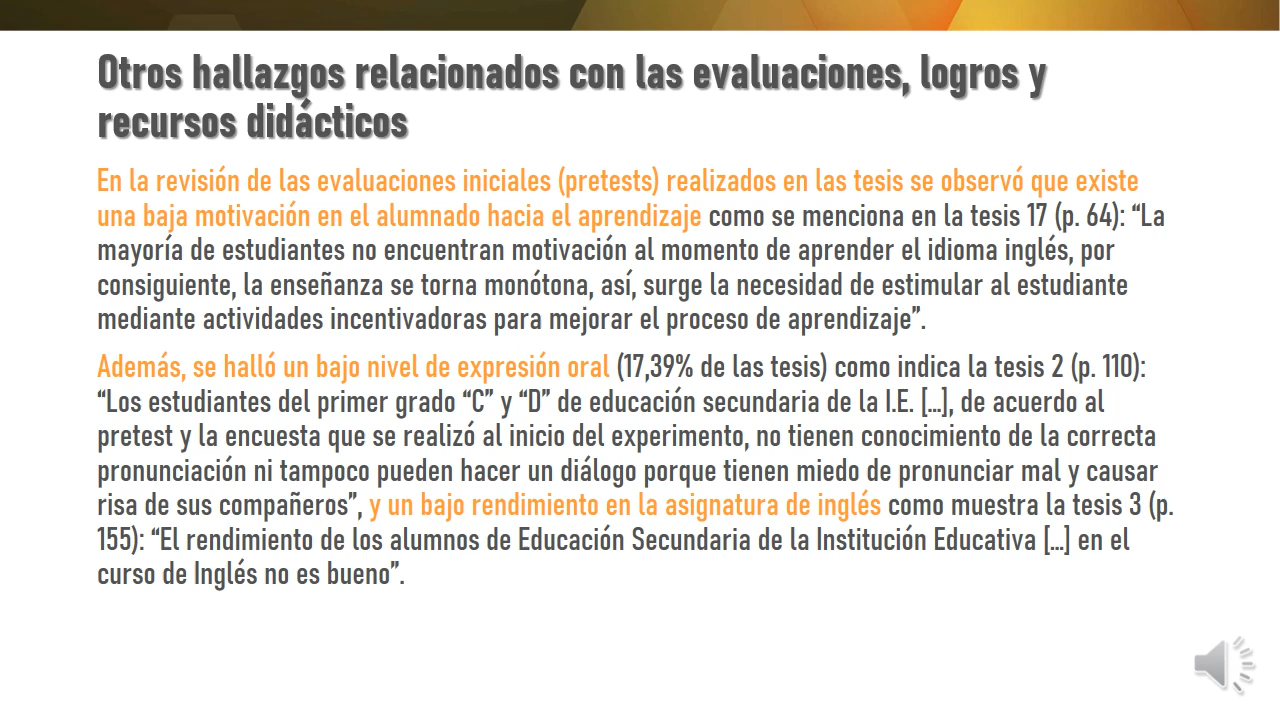 Otros hallazgos relacionados con las evaluaciones, logros y
recursos didácticos
En la revisión de las evaluaciones iniciales (pretests) realizados en las tesis se observó que existe
una baja motivación en el alumnado hacia el aprendizaje como se menciona en la tesis 17 (p. 64): “La
mayoría de estudiantes no encuentran motivación al momento de aprender el idioma inglés, por
consiguiente, la enseñanza se torna monótona, así, surge la necesidad de estimular al estudiante
mediante actividades incentivadoras para mejorar el proceso de aprendizaje”.
Además, se halló un bajo nivel de expresión oral (17,39% de las tesis) como indica la tesis 2 (p. 110):
“Los estudiantes del primer grado “C” y “D” de educación secundaria de la I.E. […], de acuerdo al
pretest y la encuesta que se realizó al inicio del experimento, no tienen conocimiento de la correcta
pronunciación ni tampoco pueden hacer un diálogo porque tienen miedo de pronunciar mal y causar
risa de sus compañeros”, y un bajo rendimiento en la asignatura de inglés como muestra la tesis 3 (p.
155): “El rendimiento de los alumnos de Educación Secundaria de la Institución Educativa […] en el
curso de Inglés no es bueno”.